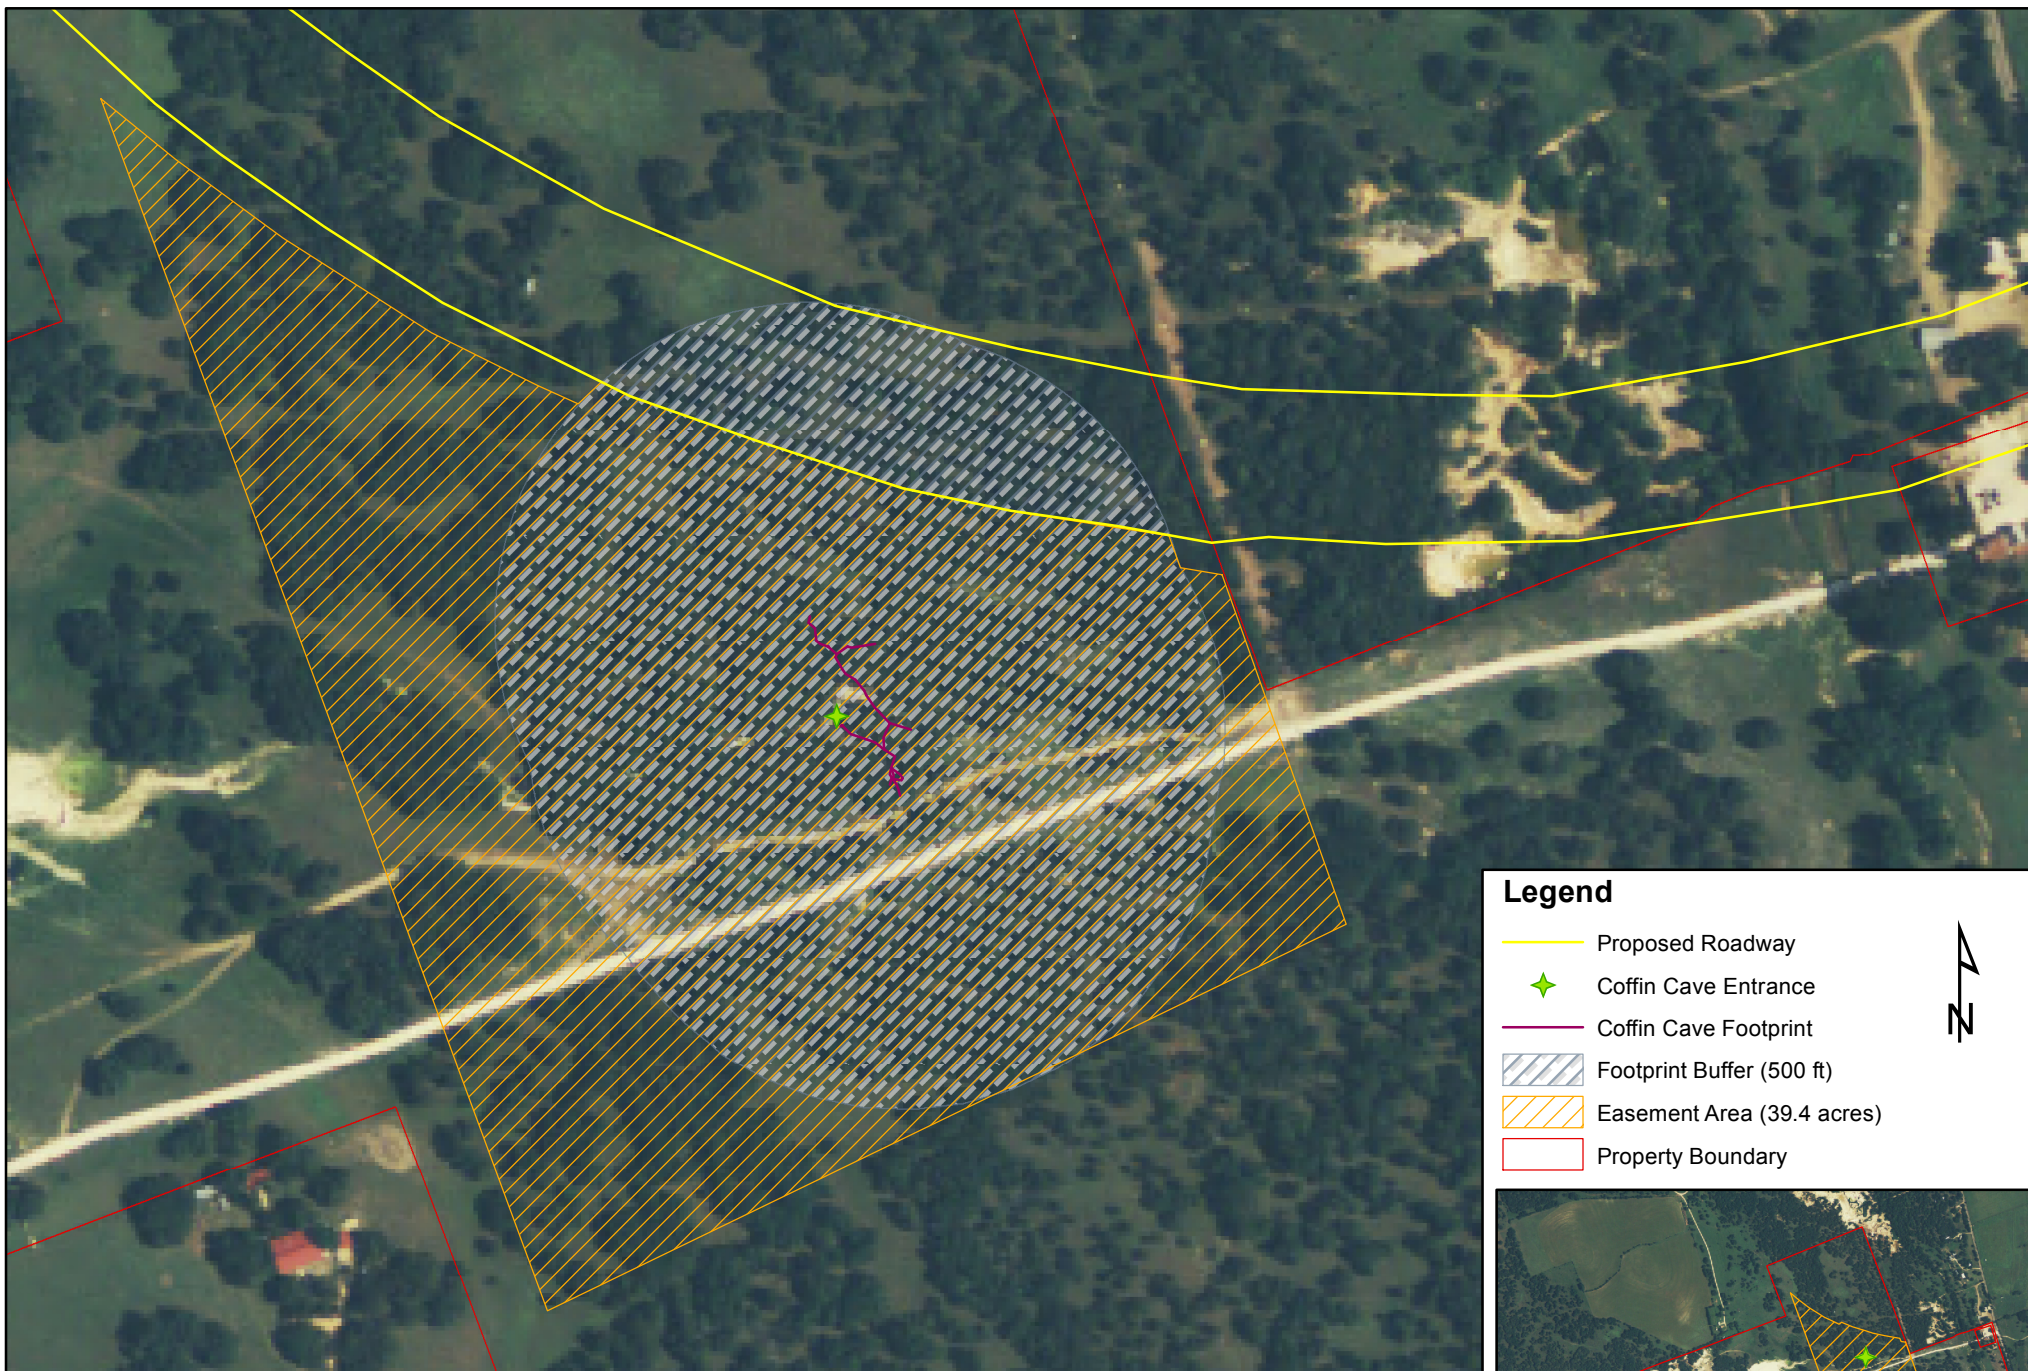 Legend
Proposed Roadway
Coffin Cave Entrance
Coffin Cave Footprint
Footprint Buffer (500 ft)
Easement Area (39.4 acres)
Property Boundary
N